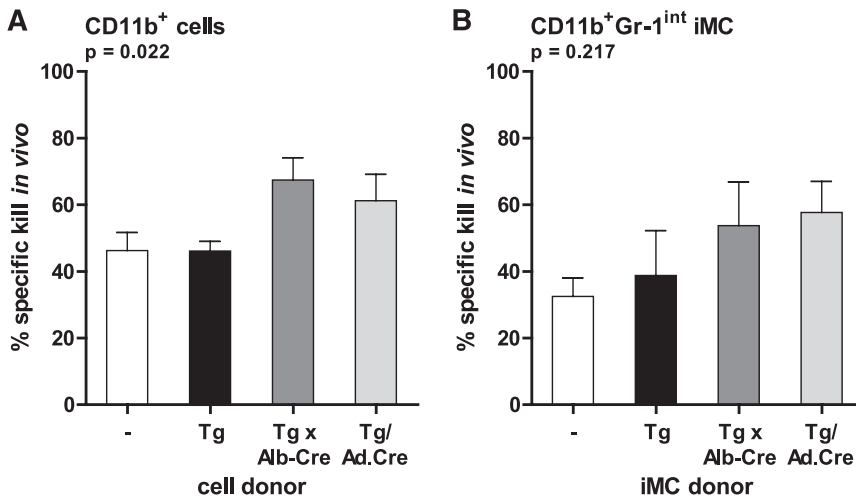 A
CD11b⁺ cells
p = 0.022
% specific kill in vivo
100
80
60
40
20
0
-
Tg
Tg x
Alb-Cre
Tg/
Ad.Cre
cell donor
B
CD11b⁺Gr-1ⁱⁿᵗ iMC
p = 0.217
% specific kill in vivo
100
80
60
40
20
0
-
Tg
Tg x
Alb-Cre
Tg/
Ad.Cre
iMC donor